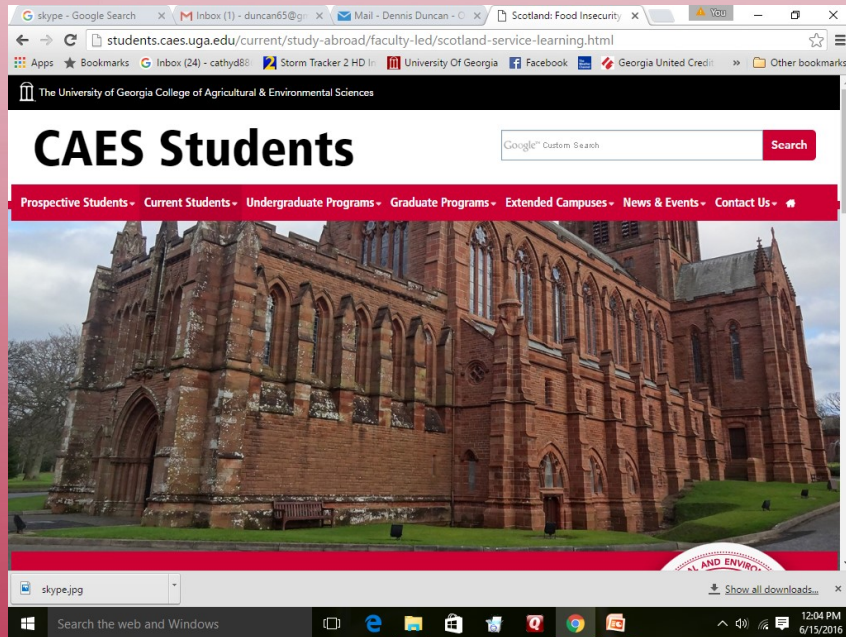 skype - Google Search
Inbox (1) - duncan65@gm
Mail - Dennis Duncan - O
Scotland: Food Insecurity
You
students.caes.uga.edu/current/study-abroad/faculty-led/scotland-service-learning.html
Apps
Bookmarks
Inbox (24) - cathyd88
Storm Tracker 2 HD In
University Of Georgia
Facebook
Georgia United Credit
»
Other bookmarks
The University of Georgia College of Agricultural & Environmental Sciences
CAES Students
Google™ Custom Search
Search
Prospective Students
Current Students
Undergraduate Programs
Graduate Programs
Extended Campuses
News & Events
Contact Us
AND ENVIRO
skype.jpg
Show all downloads...
Search the web and Windows
12:04 PM
6/15/2016